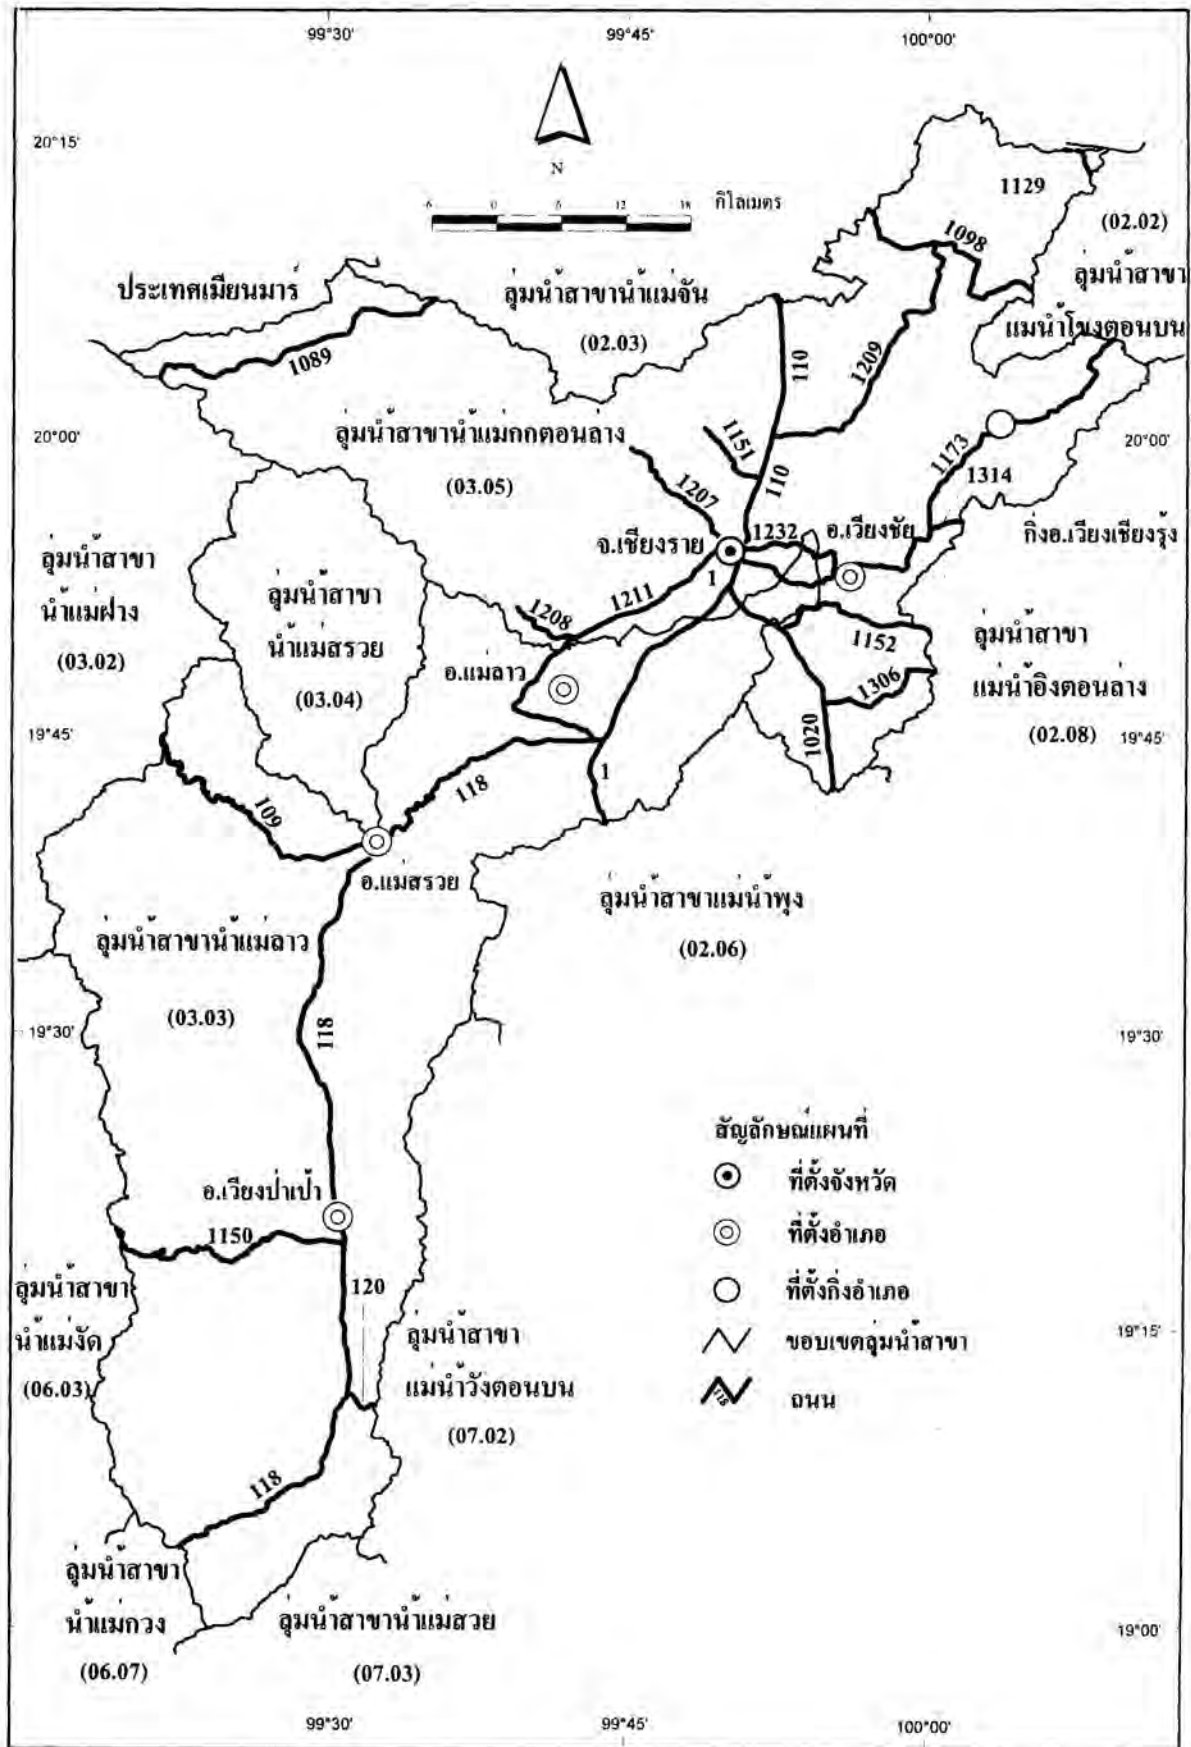 99°30'
99°45'
100°00'
20°15'
N
6 0 6 12 18 กิโลเมตร
1129
(02.02)
1098
ลุ่มน้ำสาขา
แม่น้ำโขงตอนบน
ประเทศเมียนมาร์
ลุ่มน้ำสาขาน้ำแม่จัน
(02.03)
1089
110
1209
20°00'
20°00'
ลุ่มน้ำสาขาน้ำแม่กกตอนล่าง
(03.05)
1151
1207
110
1173
1314
1232
อ.เวียงชัย
กิ่งอ.เวียงเชียงรุ้ง
จ.เชียงราย
1
1211
1208
ลุ่มน้ำสาขา
น้ำแม่ฝาง
(03.02)
ลุ่มน้ำสาขา
น้ำแม่สรวย
(03.04)
อ.แม่ลาว
1152
1306
1020
ลุ่มน้ำสาขา
แม่น้ำอิงตอนล่าง
(02.08)
19°45'
19°45'
109
118
1
อ.แม่สรวย
ลุ่มน้ำสาขาแม่น้ำพุง
(02.06)
ลุ่มน้ำสาขาน้ำแม่ลาว
(03.03)
118
19°30'
19°30'
สัญลักษณ์แผนที่
ที่ตั้งจังหวัด
ที่ตั้งอำเภอ
ที่ตั้งกิ่งอำเภอ
ขอบเขตลุ่มน้ำสาขา
118
ถนน
อ.เวียงป่าเป้า
1150
120
ลุ่มน้ำสาขา
น้ำแม่งัด
(06.03)
ลุ่มน้ำสาขา
แม่น้ำวังตอนบน
(07.02)
19°15'
118
ลุ่มน้ำสาขา
น้ำแม่กวง
(06.07)
ลุ่มน้ำสาขาน้ำแม่สวย
(07.03)
19°00'
99°30'
99°45'
100°00'